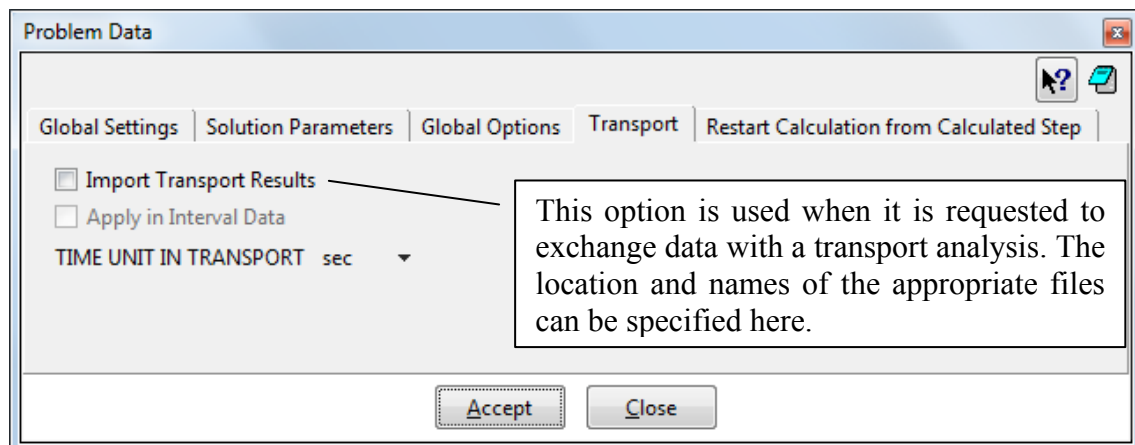 Problem Data
Global Settings Solution Parameters Global Options Transport Restart Calculation from Calculated Step
Import Transport Results
Apply in Interval Data
TIME UNIT IN TRANSPORT sec
This option is used when it is requested to
exchange data with a transport analysis. The
location and names of the appropriate files
can be specified here.
Accept Close